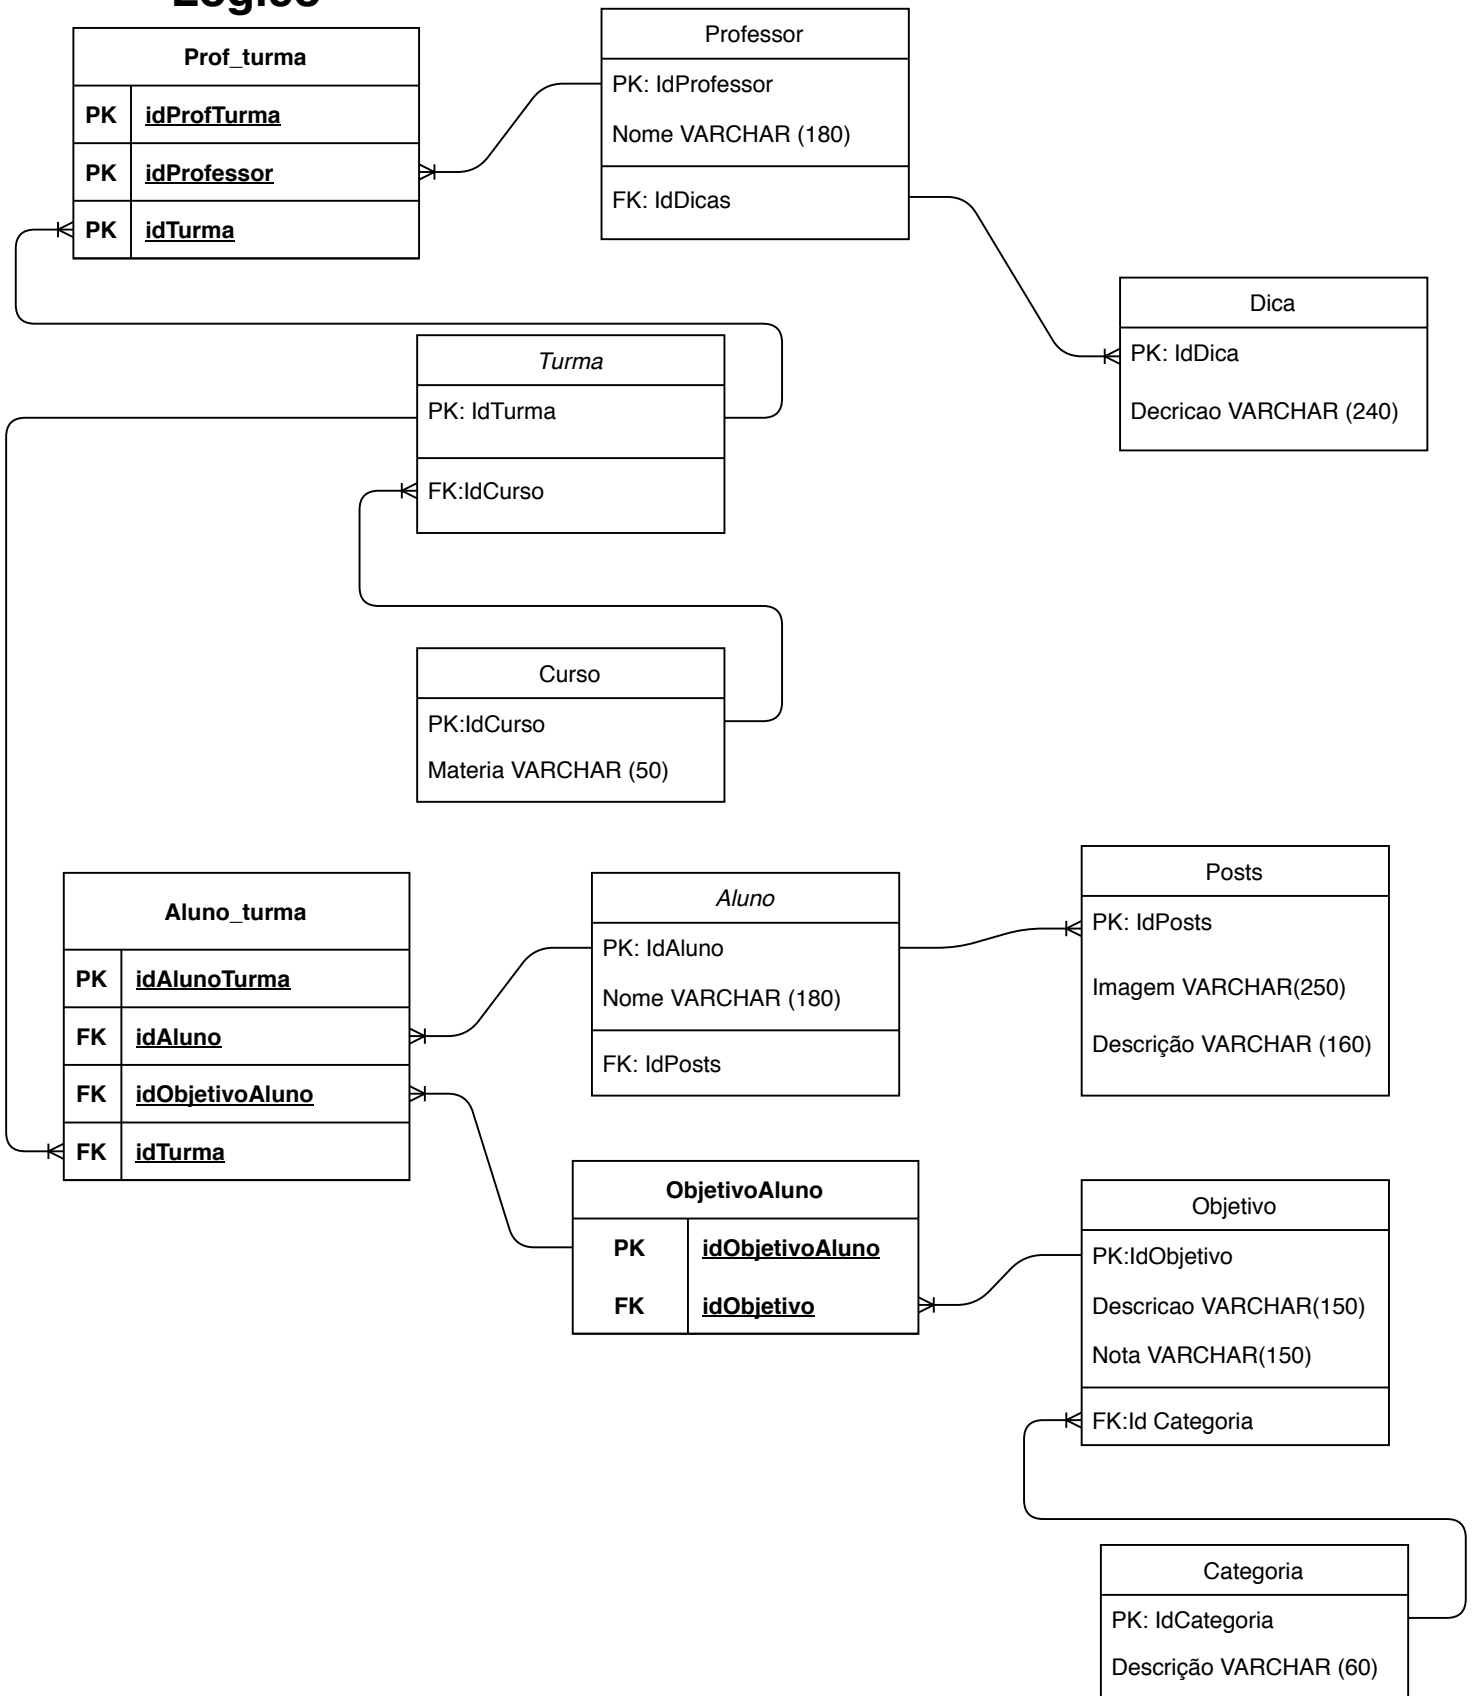 Prof_turma
PK idProfTurma
PK idProfessor
PK idTurma
Professor
PK: IdProfessor
Nome VARCHAR (180)
FK: IdDicas
Dica
PK: IdDica
Decricao VARCHAR (240)
Turma
PK: IdTurma
FK:IdCurso
Curso
PK:IdCurso
Materia VARCHAR (50)
Aluno_turma
PK idAlunoTurma
FK idAluno
FK idObjetivoAluno
FK idTurma
Aluno
PK: IdAluno
Nome VARCHAR (180)
FK: IdPosts
Posts
PK: IdPosts
Imagem VARCHAR(250)
Descrição VARCHAR (160)
ObjetivoAluno
PK idObjetivoAluno
FK idObjetivo
Objetivo
PK:IdObjetivo
Descricao VARCHAR(150)
Nota VARCHAR(150)
FK:Id Categoria
Categoria
PK: IdCategoria
Descrição VARCHAR (60)